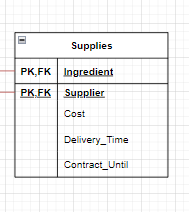 Supplies
PK,FK Ingredient
PK,FK Supplier
Cost
Delivery_Time
Contract_Until